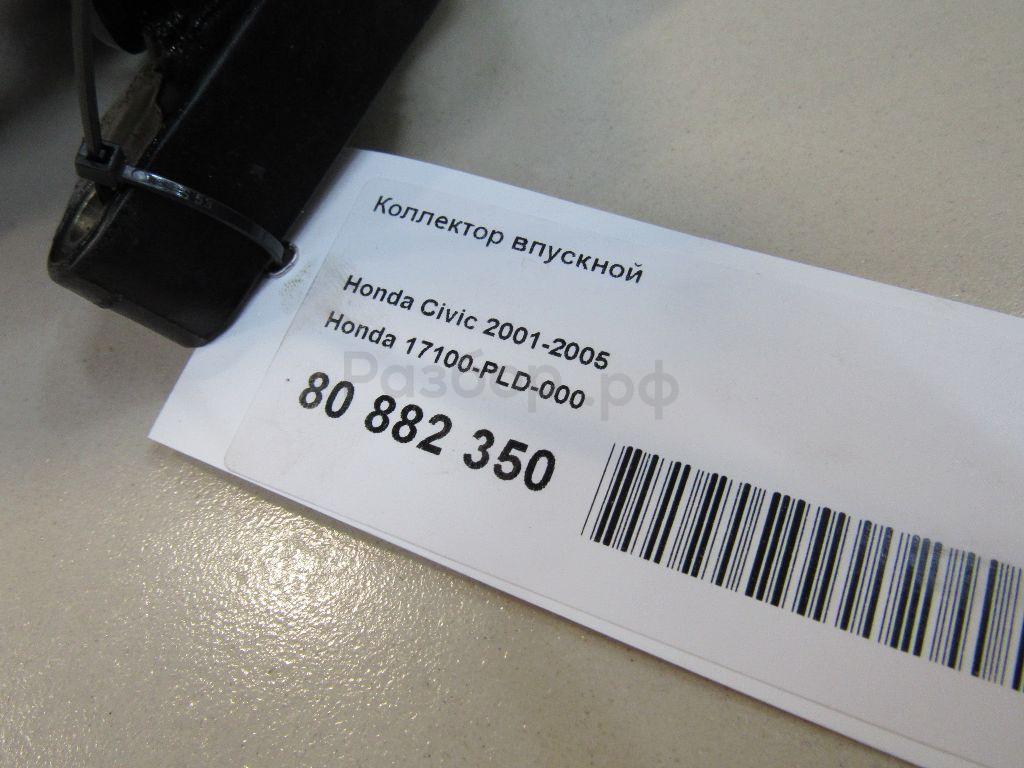 Коллектор впускной
Honda Civic 2001-2005
Honda 17100-PLD-000
Разбор.рф
80 882 350